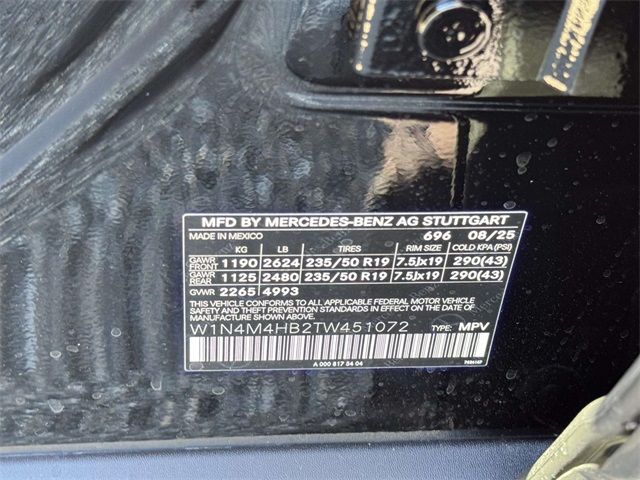 MFD BY MERCEDES-BENZ AG STUTTGART
MADE IN MEXICO 696 08/25
KG LB TIRES RIM SIZE COLD KPA(PSI)
GAWR FRONT 1190 2624 235/50 R19 7.5Jx19 290(43)
GAWR REAR 1125 2480 235/50 R19 7.5Jx19 290(43)
GVWR 2265 4993
THIS VEHICLE CONFORMS TO ALL APPLICABLE FEDERAL MOTOR VEHICLE
SAFETY, BUMPER, AND THEFT PREVENTION STANDARDS IN EFFECT ON THE DATE OF
MANUFACTURE SHOWN ABOVE.
W1N4M4HB2TW451072 TYPE: MPV
A 000 817 54 04